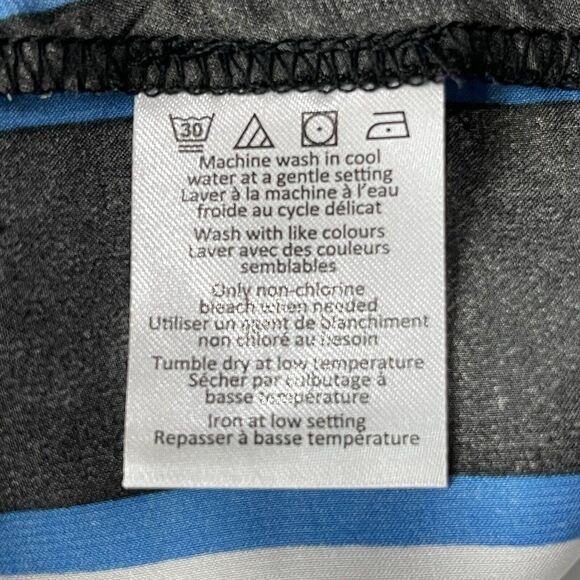 30
Machine wash in cool
water at a gentle setting
Laver à la machine à l'eau
froide au cycle délicat
Wash with like colours
Laver avec des couleurs
semblables
Only non-chlorine
bleach when needed
Utiliser un agent de blanchiment
non chloré au besoin
Tumble dry at low temperature
Sécher par culbutage à
basse température
Iron at low setting
Repasser à basse température